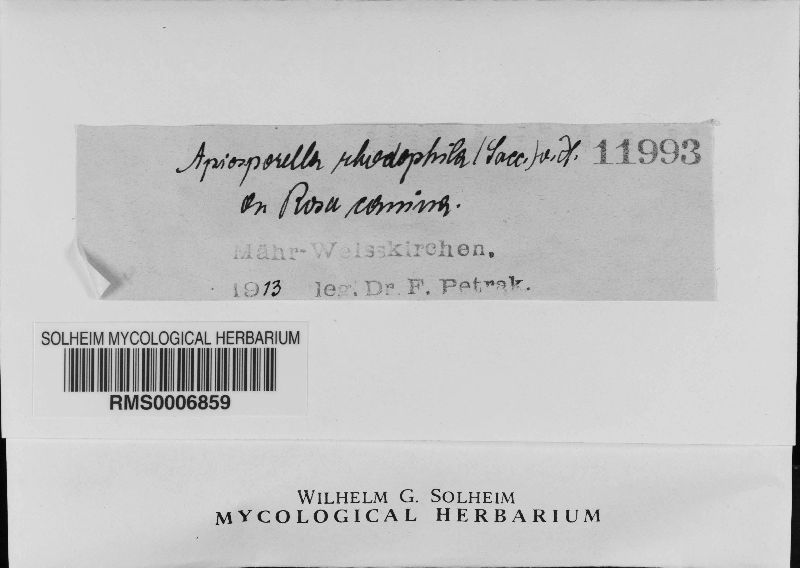 Apiosporella rhodophila (Sacc.) v. H. 11993
on Rosa canina.
Mähr-Weisskirchen.
1913 leg. Dr. F. Petrak.
SOLHEIM MYCOLOGICAL HERBARIUM
RMS0006859
WILHELM G. SOLHEIM
MYCOLOGICAL HERBARIUM